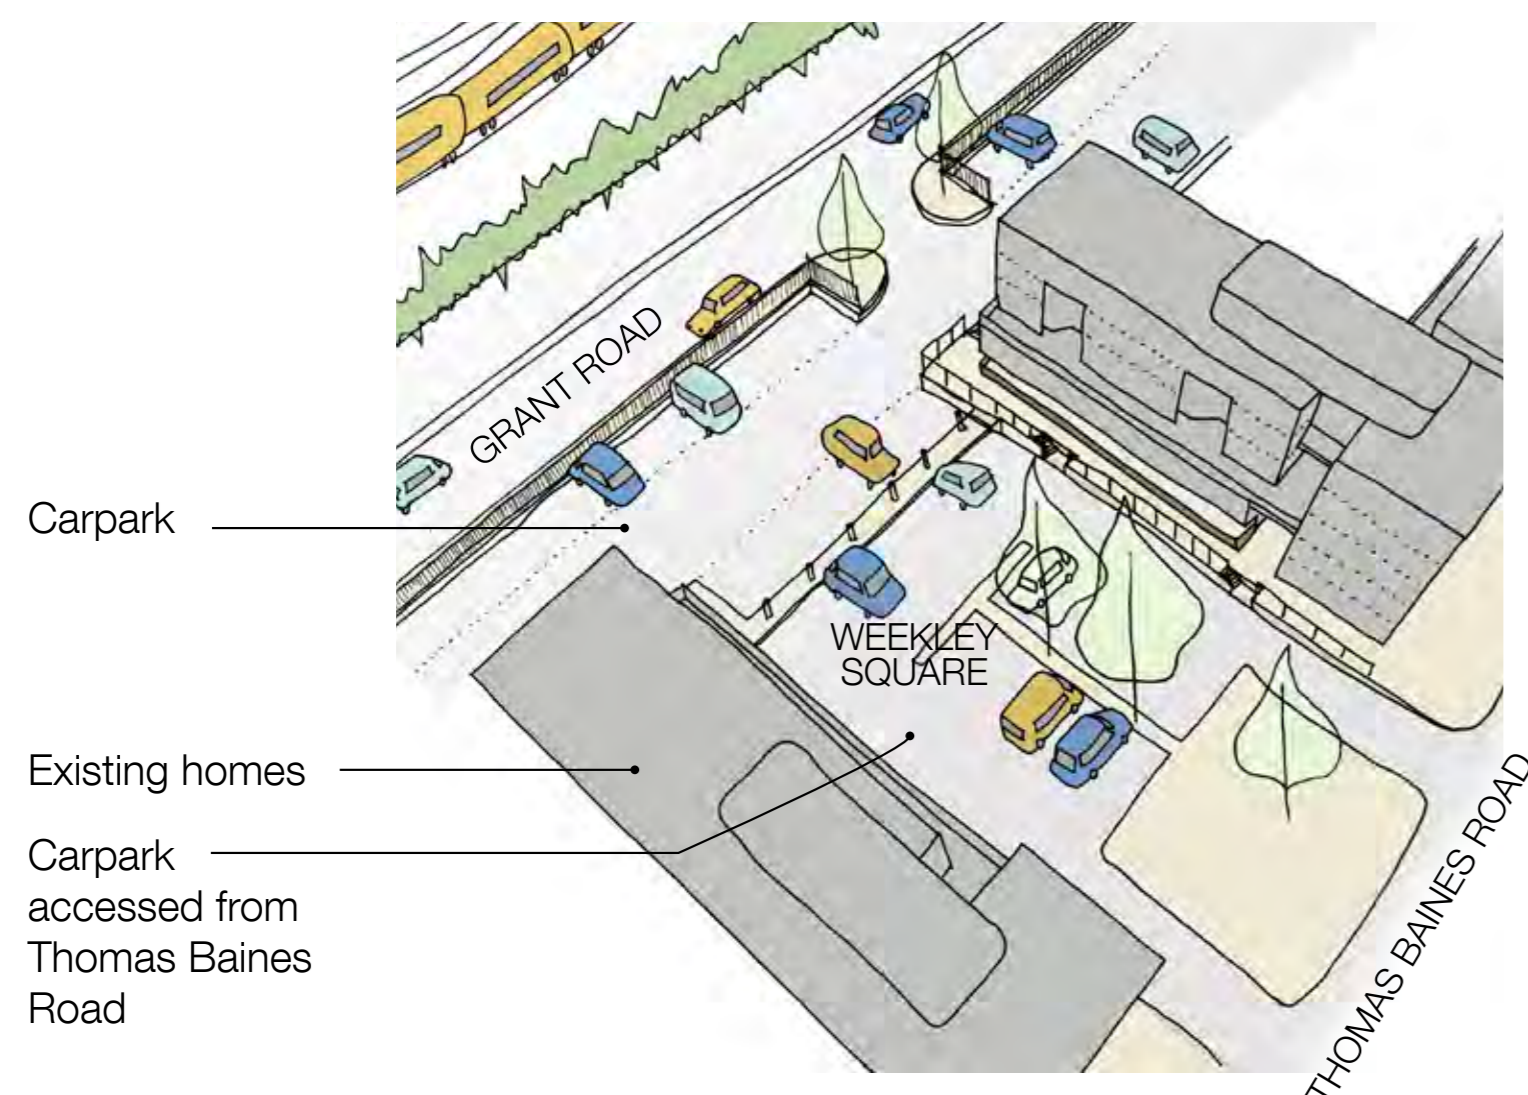 GRANT ROAD
Carpark
WEEKLEY
SQUARE
Existing homes
Carpark
accessed from
Thomas Baines
Road
THOMAS BAINES ROAD